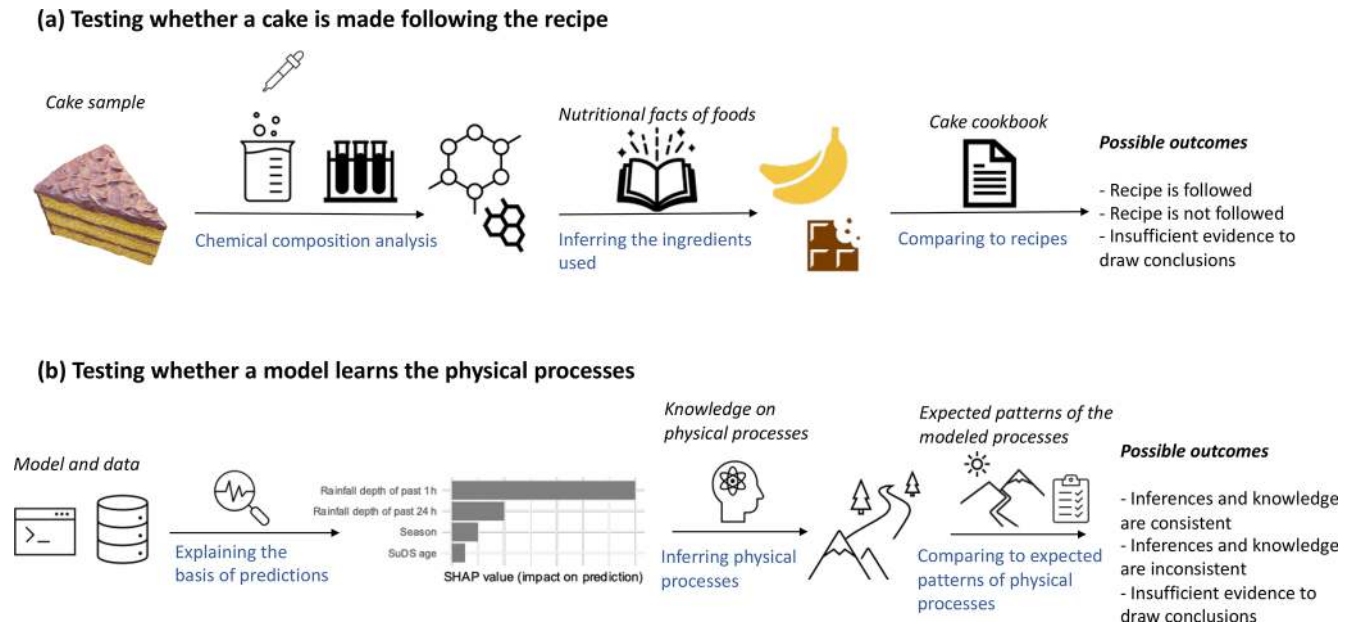 (a) Testing whether a cake is made following the recipe
Cake sample
Chemical composition analysis
Nutritional facts of foods
Inferring the ingredients
used
Cake cookbook
Comparing to recipes
Possible outcomes
- Recipe is followed
- Recipe is not followed
- Insufficient evidence to
draw conclusions
(b) Testing whether a model learns the physical processes
Model and data
>_
Explaining the
basis of predictions
Rainfall depth of past 1h
Rainfall depth of past 24 h
Season
SuDS age
SHAP value (impact on prediction)
Knowledge on
physical processes
Inferring physical
processes
Expected patterns of the
modeled processes
Comparing to expected
patterns of physical
processes
Possible outcomes
- Inferences and knowledge
are consistent
- Inferences and knowledge
are inconsistent
- Insufficient evidence to
draw conclusions